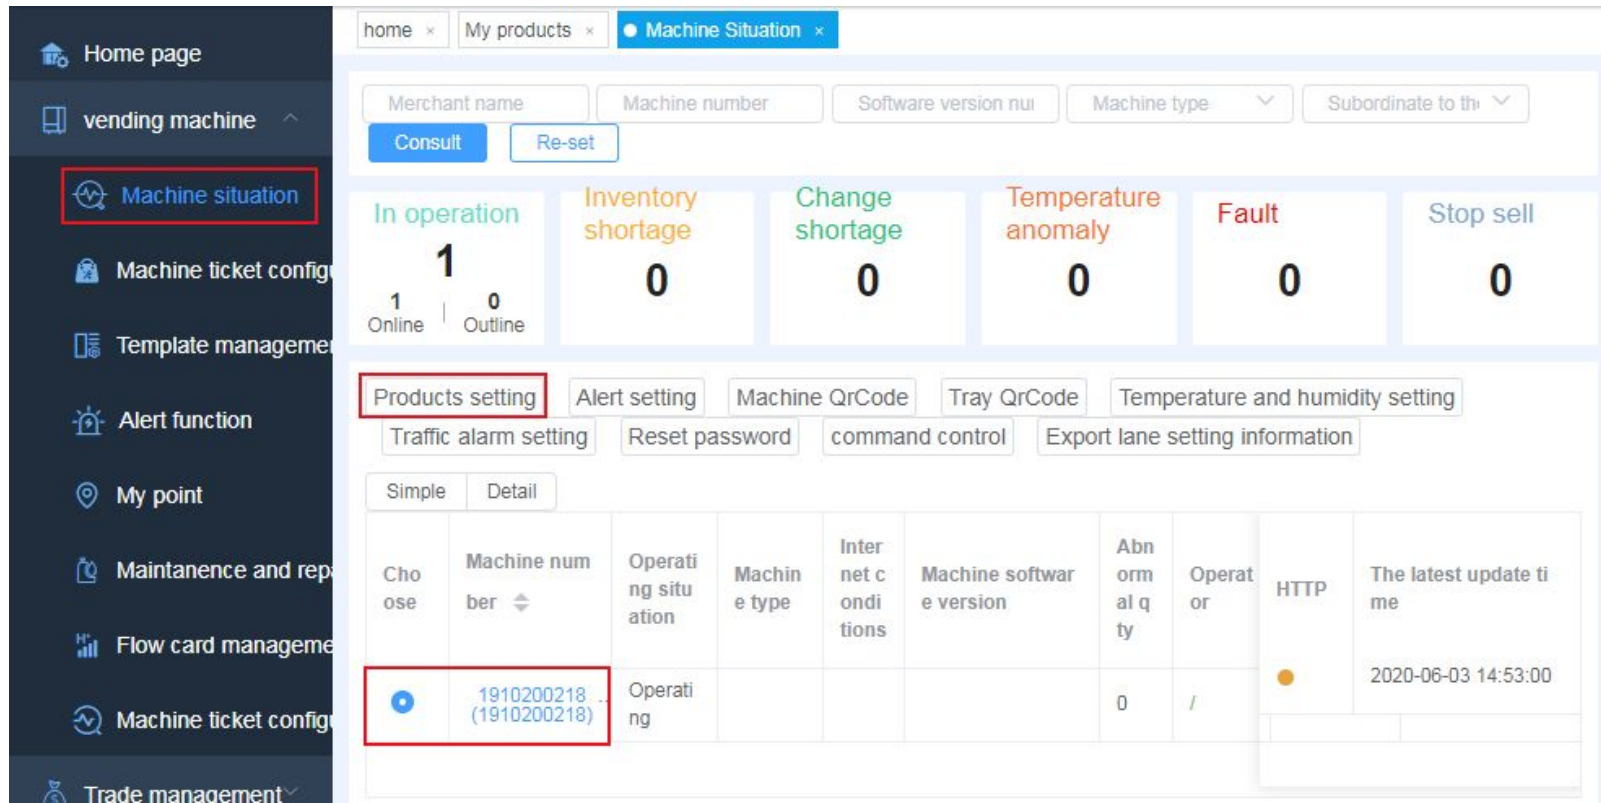 Home page
vending machine
Machine situation
Machine ticket configu
Template managemen
Alert function
My point
Maintanence and repa
Flow card manageme
Machine ticket configu
Trade management
home × My products × Machine Situation ×
Merchant name Machine number Software version nui Machine type Subordinate to the
Consult Re-set
In operation
1
1 0
Online Outline
Inventory
shortage
0
Change
shortage
0
Temperature
anomaly
0
Fault
0
Stop sell
0
Products setting Alert setting Machine QrCode Tray QrCode Temperature and humidity setting
Traffic alarm setting Reset password command control Export lane setting information
Simple Detail
Cho
ose
Machine num
ber
Operati
ng situ
ation
Machin
e type
Inter
net c
ondi
tions
Machine softwar
e version
Abn
orm
al q
ty
Operat
or
HTTP
The latest update ti
me
1910200218 ..
(1910200218)
Operati
ng
0
/
2020-06-03 14:53:00